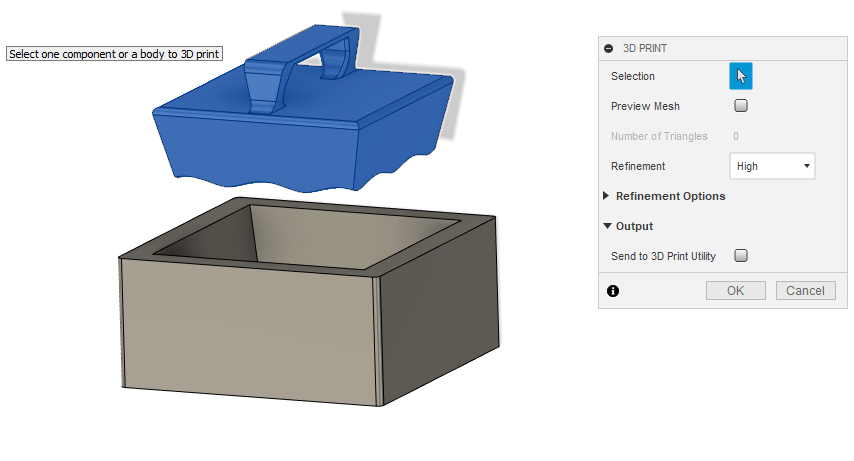 Select one component or a body to 3D print
3D PRINT
Selection
Preview Mesh
Number of Triangles 0
Refinement High
Refinement Options
Output
Send to 3D Print Utility
OK Cancel